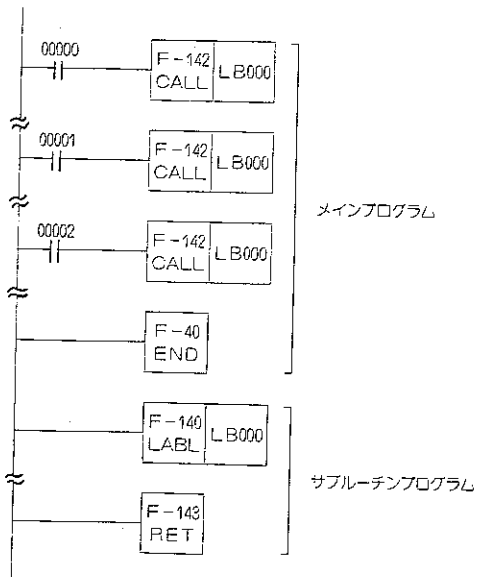 00000
F-142 LB000
CALL
00001
F-142 LB000
CALL
00002
F-142 LB000
CALL
メインプログラム
F-40
END
F-140 LB000
LABL
サブルーチンプログラム
F-143
RET